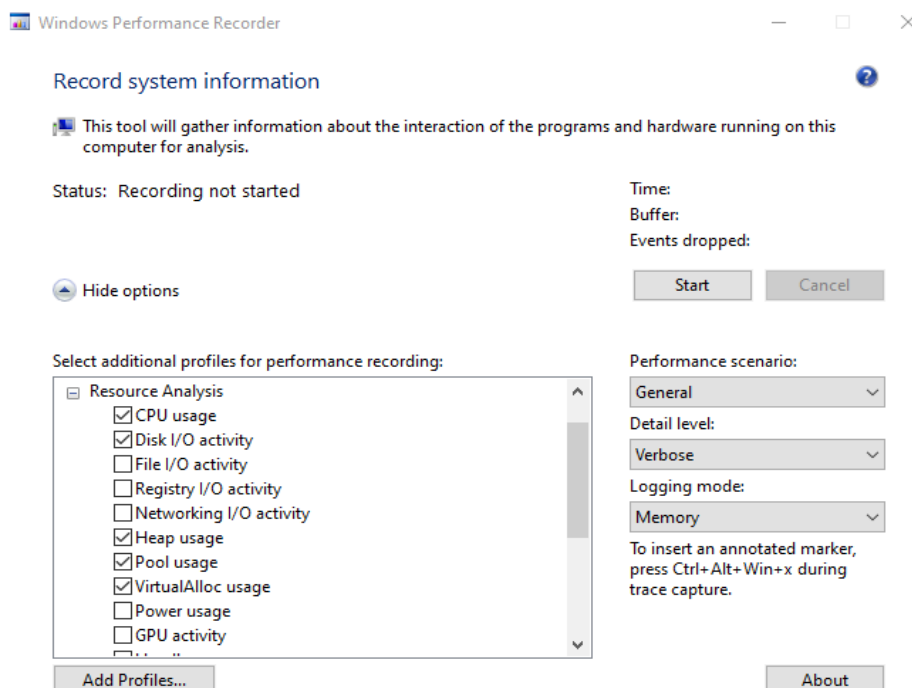 Windows Performance Recorder
Record system information
This tool will gather information about the interaction of the programs and hardware running on this
computer for analysis.
Status: Recording not started
Time:
Buffer:
Events dropped:
Hide options
Start
Cancel
Select additional profiles for performance recording:
Resource Analysis
CPU usage
Disk I/O activity
File I/O activity
Registry I/O activity
Networking I/O activity
Heap usage
Pool usage
VirtualAlloc usage
Power usage
GPU activity
Performance scenario:
General
Detail level:
Verbose
Logging mode:
Memory
To insert an annotated marker,
press Ctrl+Alt+Win+x during
trace capture.
Add Profiles...
About